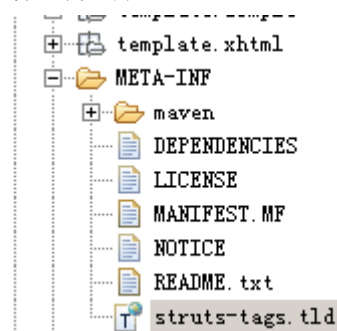 template.xhtml
META-INF
maven
DEPENDENCIES
LICENSE
MANIFEST.MF
NOTICE
README.txt
struts-tags.tld